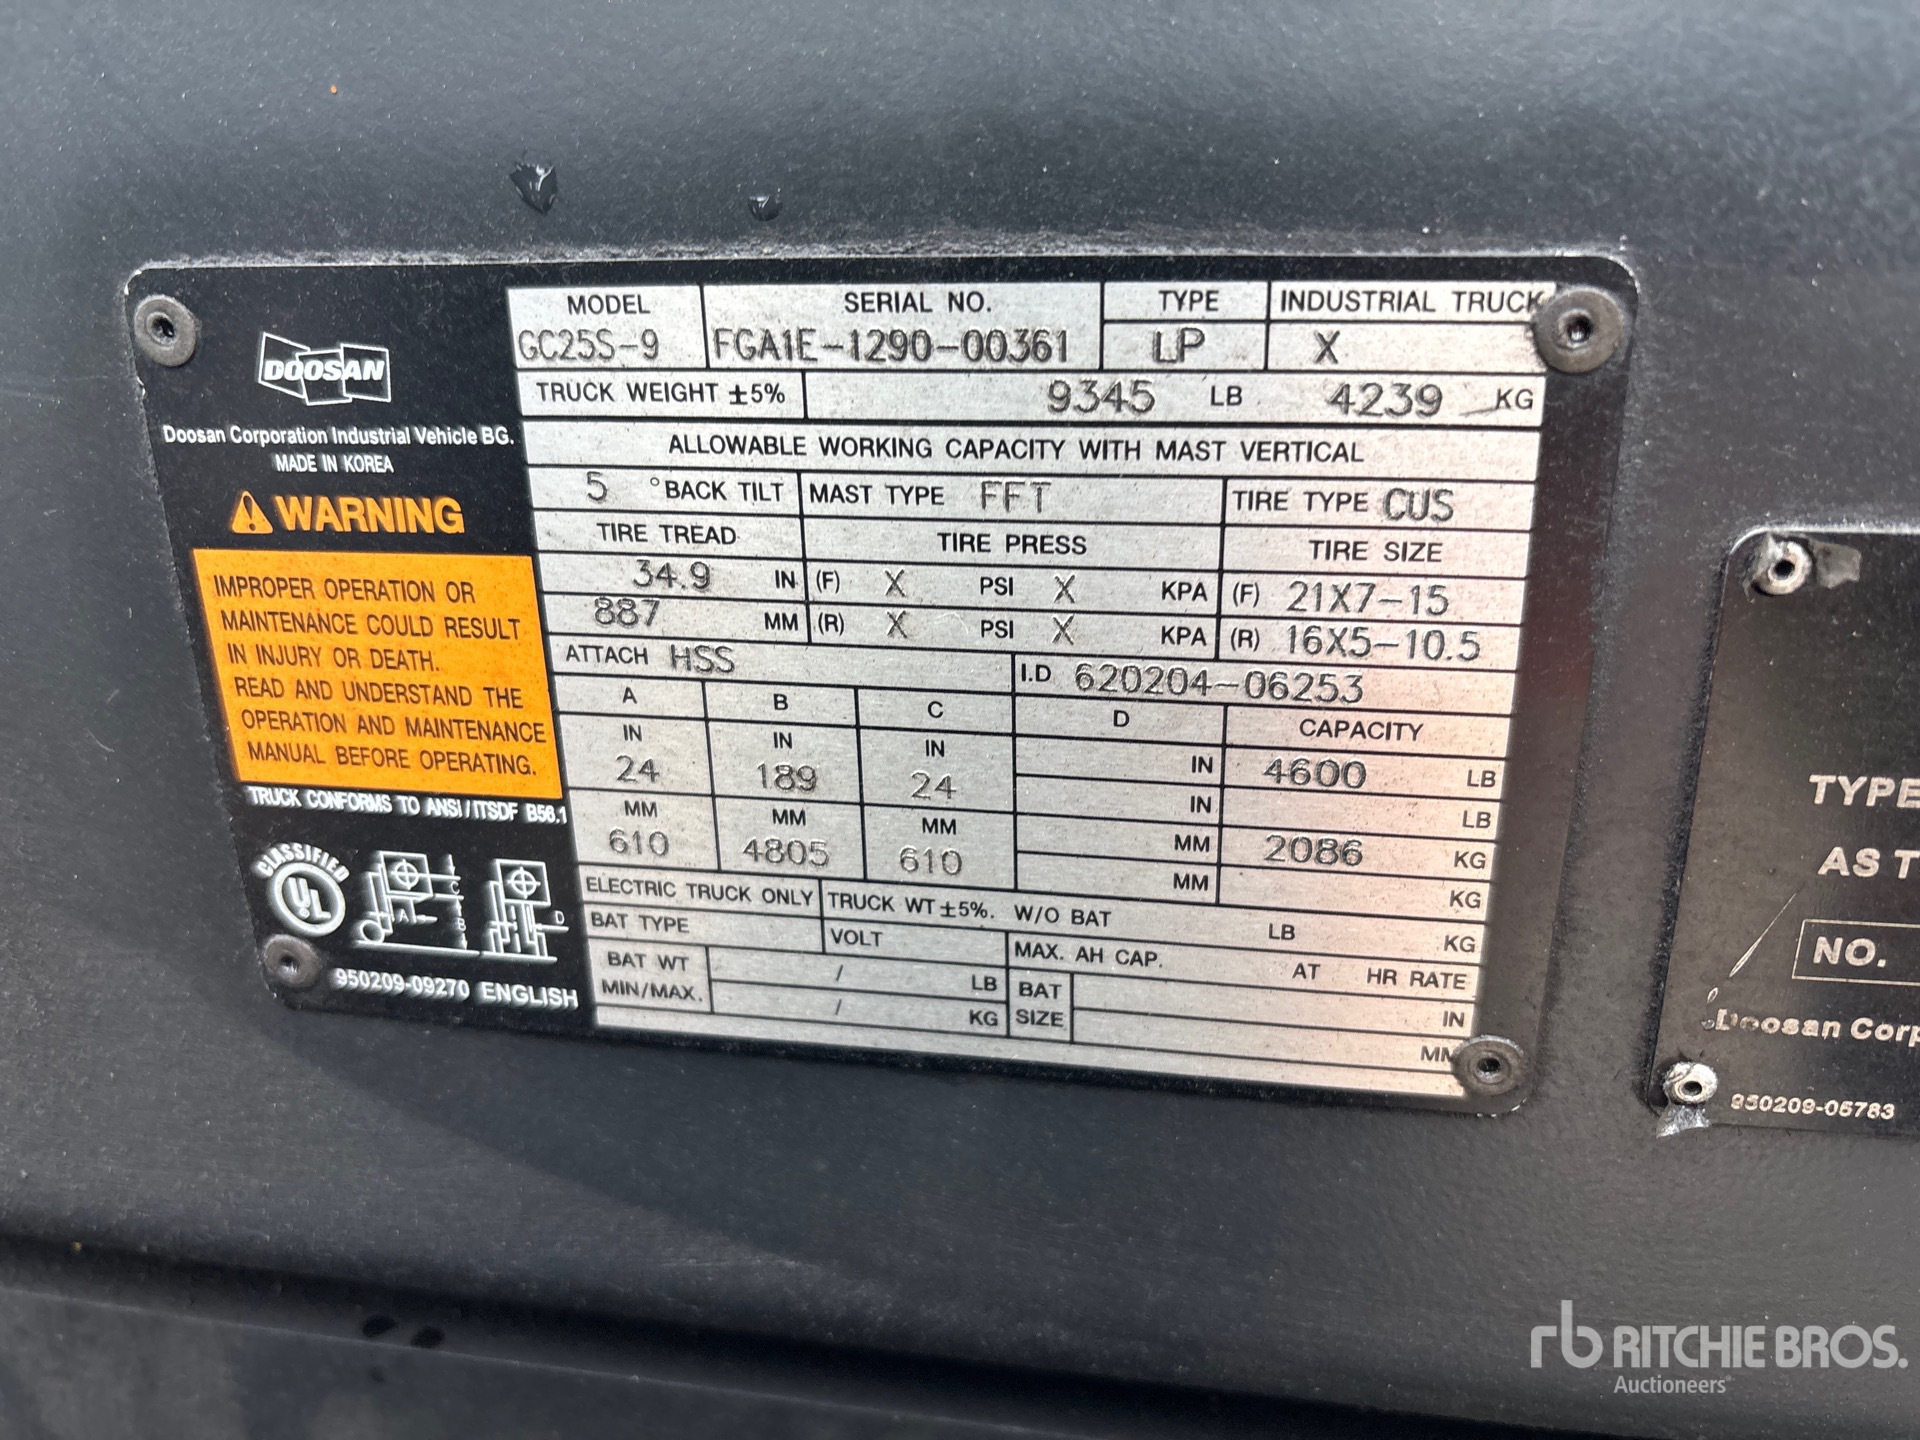 DOOSAN
Doosan Corporation Industrial Vehicle BG.
MADE IN KOREA
WARNING
IMPROPER OPERATION OR
MAINTENANCE COULD RESULT
IN INJURY OR DEATH.
READ AND UNDERSTAND THE
OPERATION AND MAINTENANCE
MANUAL BEFORE OPERATING.
TRUCK CONFORMS TO ANSI/ITSDF B56.1
CLASSIFIED
UL
A B C D
950209-09270 ENGLISH
MODEL SERIAL NO. TYPE INDUSTRIAL TRUCK
GC25S-9 FGA1E-1290-00361 LP X
TRUCK WEIGHT ±5% 9345 LB 4239 KG
ALLOWABLE WORKING CAPACITY WITH MAST VERTICAL
5 °BACK TILT MAST TYPE FFT TIRE TYPE CUS
TIRE TREAD TIRE PRESS TIRE SIZE
34.9 IN (F) X PSI X KPA (F) 21X7-15
887 MM (R) X PSI X KPA (R) 16X5-10.5
ATTACH HSS I.D 620204-06253
A B C D CAPACITY
IN IN IN IN 4600 LB
24 189 24 IN LB
MM MM MM MM 2086 KG
610 4805 610 MM KG
ELECTRIC TRUCK ONLY TRUCK WT ±5%. W/O BAT LB KG
BAT TYPE VOLT MAX. AH CAP. AT HR RATE
BAT WT / LB BAT IN
MIN/MAX. / KG SIZE MM
TYPE
AS T
NO.
Doosan Corp
950209-05783
rb RITCHIE BROS.
Auctioneers